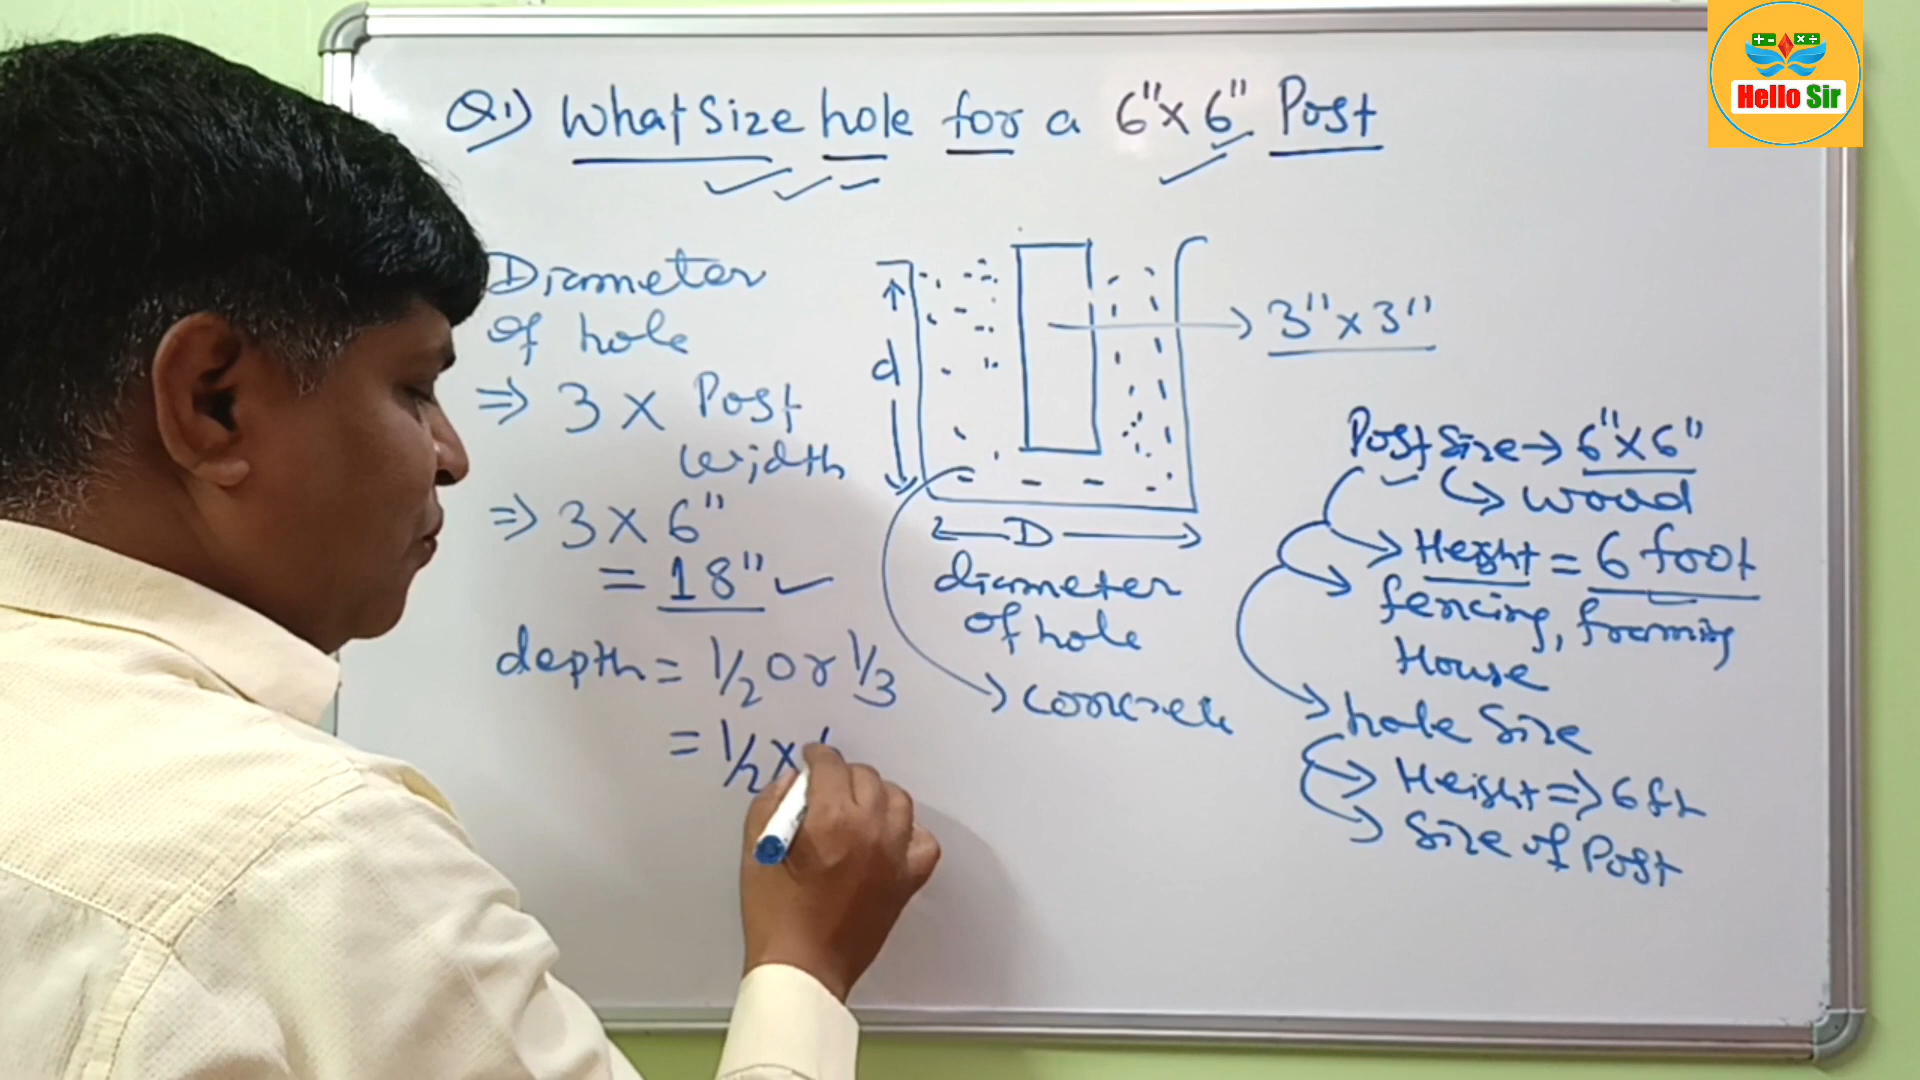 Q1) What size hole for a 6"x 6" Post
Diameter
of hole
⇒ 3 x Post
width
⇒ 3 x 6"
= 18" ✓
depth = 1/2 or 1/3
= 1/2 x
d
D
diameter
of hole
concrete
3" x 3"
Post size → 6"x6"
↳ wood
→ Height = 6 foot
→ fencing, framing
House
→ hole size
→ Height ⇒ 6 ft
→ size of Post
+ - × ÷
Hello Sir